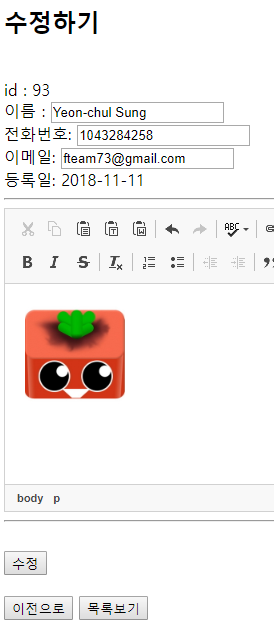 수정하기
id : 93
이름 : Yeon-chul Sung
전화번호: 1043284258
이메일: fteam73@gmail.com
등록일: 2018-11-11
ABC
B I S Tx
body p
수정
이전으로 목록보기